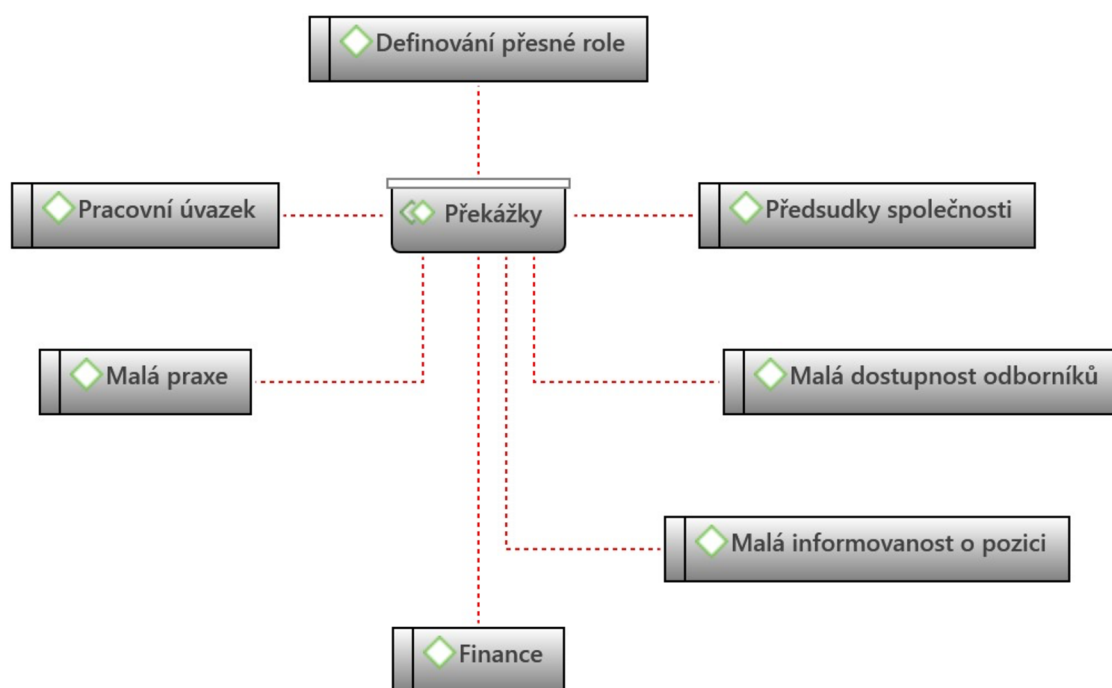 Definování přesné role
Pracovní úvazek
Překážky
Předsudky společnosti
Malá praxe
Malá dostupnost odborníků
Malá informovanost o pozici
Finance